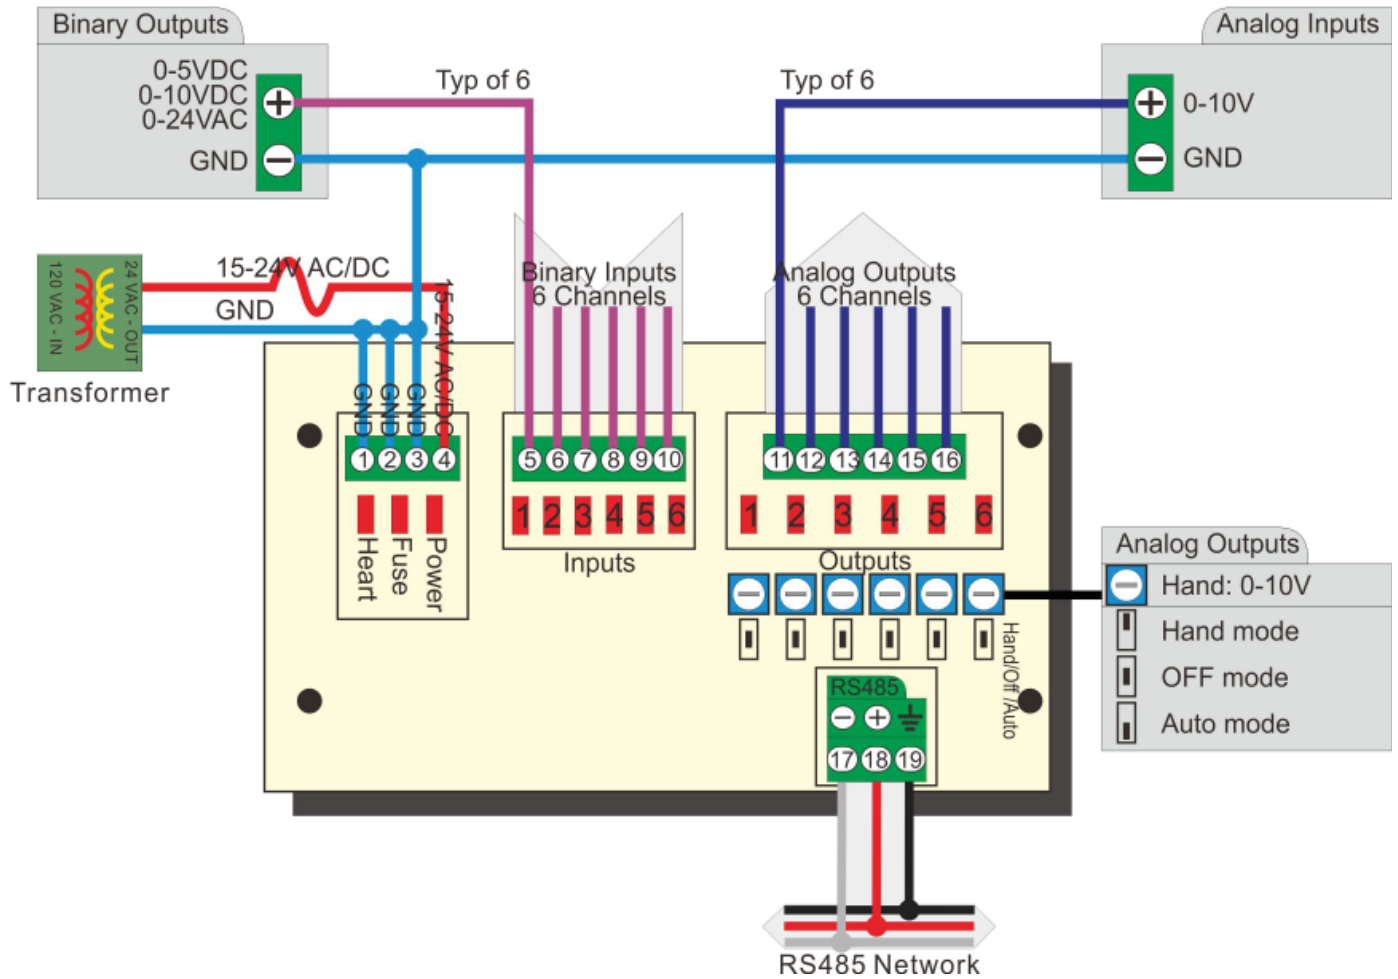 Binary Outputs
Analog Inputs
0-5VDC
0-10VDC
0-24VAC
GND
Typ of 6
Typ of 6
0-10V
GND
120 VAC - IN
24 VAC - OUT
Transformer
15-24V AC/DC
GND
Binary Inputs
6 Channels
Analog Outputs
6 Channels
GND
GND
GND
15-24V AC/DC
1 2 3 4
5 6 7 8 9 10
11 12 13 14 15 16
Heart
Fuse
Power
1 2 3 4 5 6
Inputs
1 2 3 4 5 6
Outputs
Hand/Off /Auto
Analog Outputs
Hand: 0-10V
Hand mode
OFF mode
Auto mode
RS485
17 18 19
RS485 Network